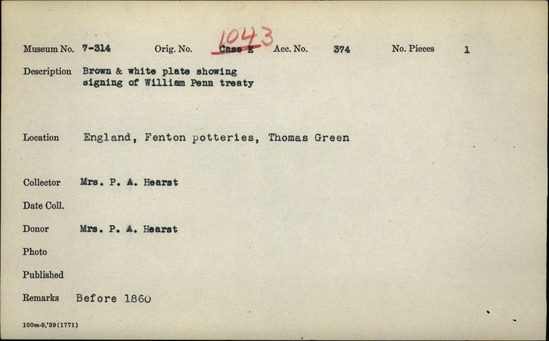 1043
Museum No. 7-314 Orig. No. Case E Acc. No. 374 No. Pieces 1
Description Brown & white plate showing
signing of William Penn treaty
Location England, Fenton potteries, Thomas Green
Collector Mrs. P. A. Hearst
Date Coll.
Donor Mrs. P. A. Hearst
Photo
Published
Remarks Before 1860
100m-9,'39(1771)